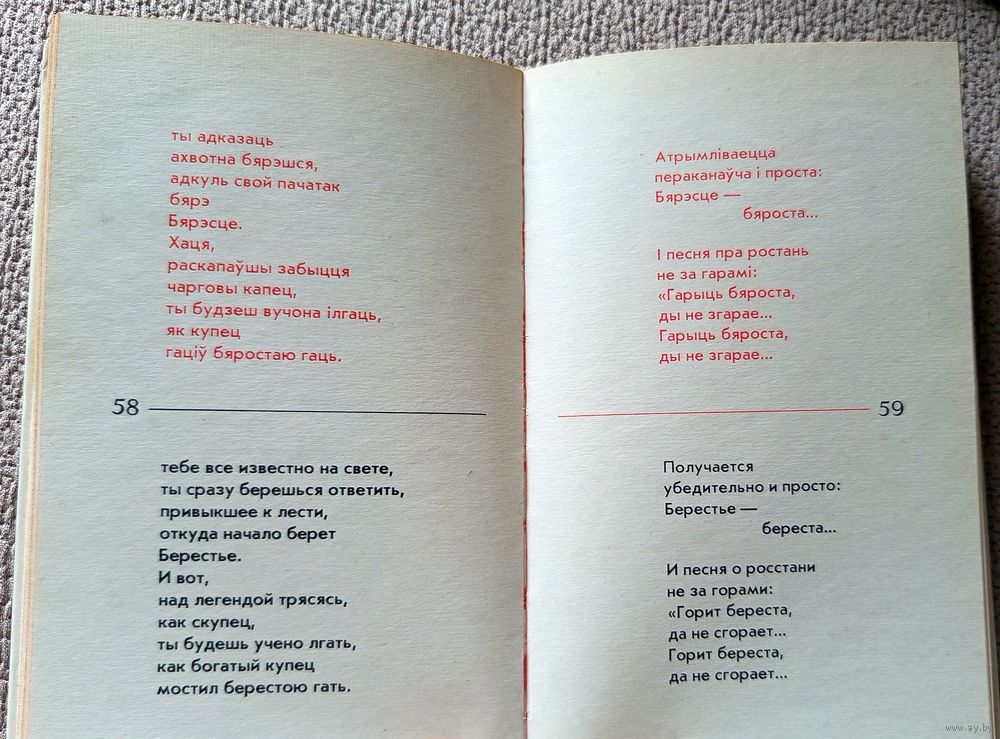 ты адказаць
ахвотна бярэшся,
адкуль свой пачатак
бярэ
Бярэсце.
Хаця,
раскапаўшы забыцця
чарговы капец,
ты будзеш вучона ілгаць,
як купец
гаціў бяростаю гаць.
58
тебе все известно на свете,
ты сразу берешься ответить,
привыкшее к лести,
откуда начало берет
Берестье.
И вот,
над легендой трясясь,
как скупец,
ты будешь учено лгать,
как богатый купец
мостил берестою гать.
Атрымліваецца
пераканаўча і проста:
Бярэсце —
бяроста...
І песня пра ростань
не за гарамі:
«Гарыць бяроста,
ды не згарае...
Гарыць бяроста,
ды не згарае...
59
Получается
убедительно и просто:
Берестье —
береста...
И песня о росстани
не за горами:
«Горит береста,
да не сгорает...
Горит береста,
да не сгорает...
www.ay.by